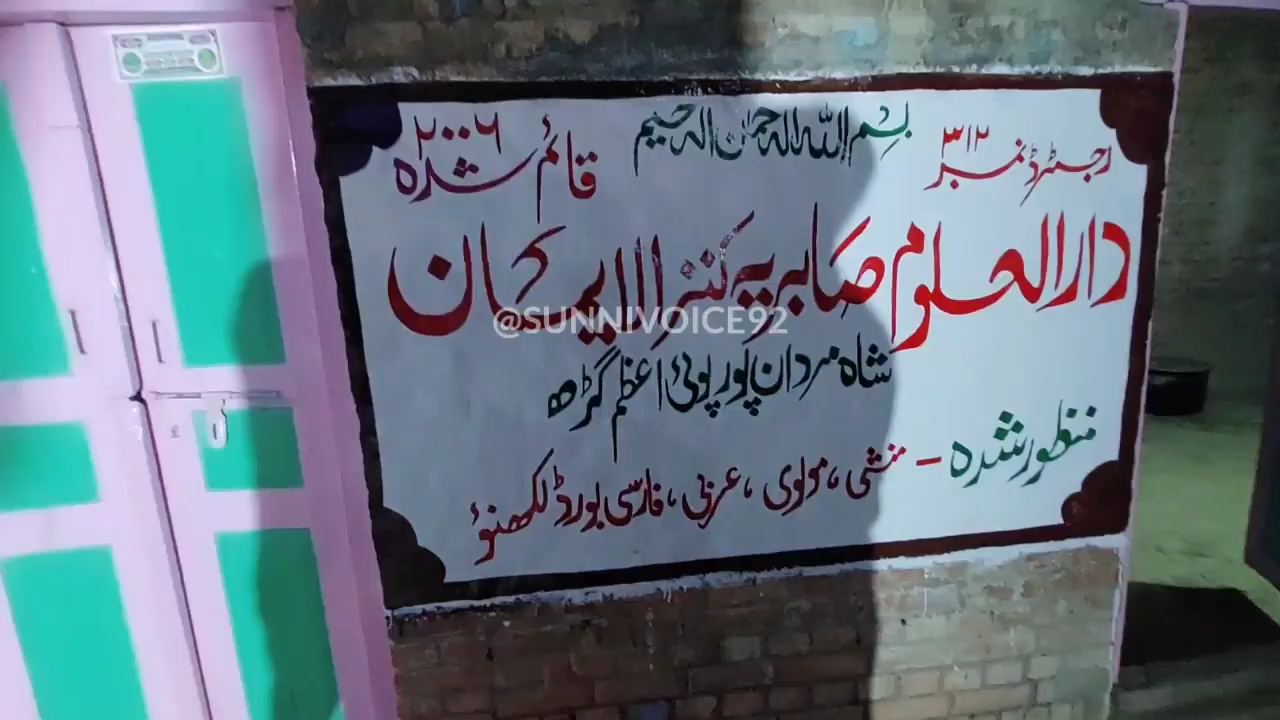 بسم اللہ الرحمن الرحیم
رجسٹرڈ نمبر ۳۱۲
قائم شدہ ۲۰۰۶
دارالعلوم صابریہ کنزالایمان
@SUNNIVOICE92
شاہ مردان پور پوئی اعظم گڑھ
منظور شدہ - منشی، مولوی، عربی، فارسی بورڈ لکھنؤ